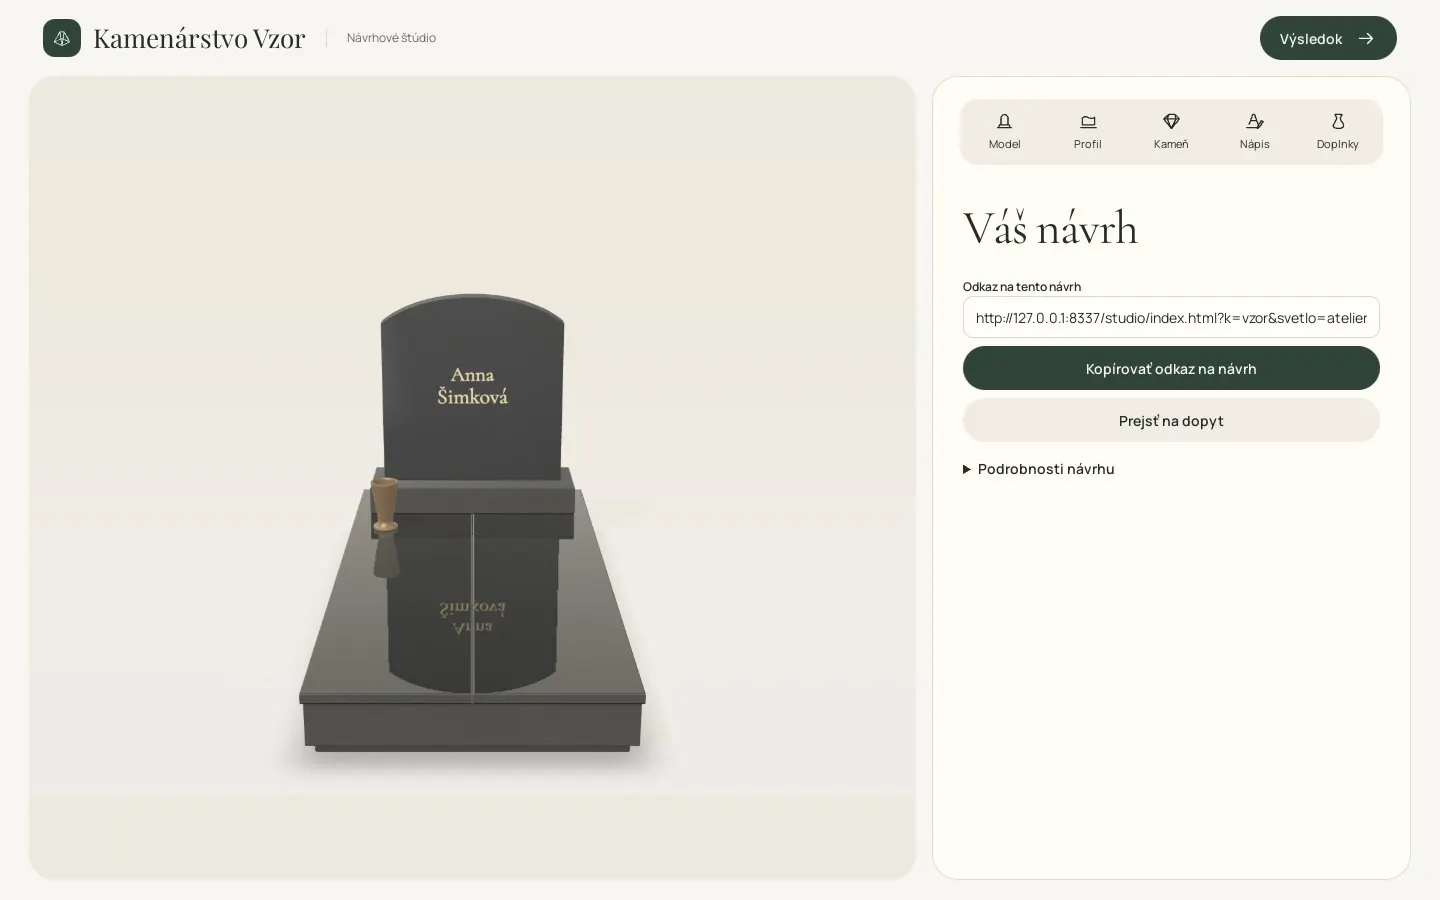 Kamenárstvo Vzor
Návrhové štúdio
Výsledok
Model
Profil
Kameň
Nápis
Doplnky
Váš návrh
Odkaz na tento návrh
http://127.0.0.1:8337/studio/index.html?k=vzor&svetlo=atelier
Kopírovať odkaz na návrh
Prejsť na dopyt
Podrobnosti návrhu
Anna
Šimková
Šimková
Anna